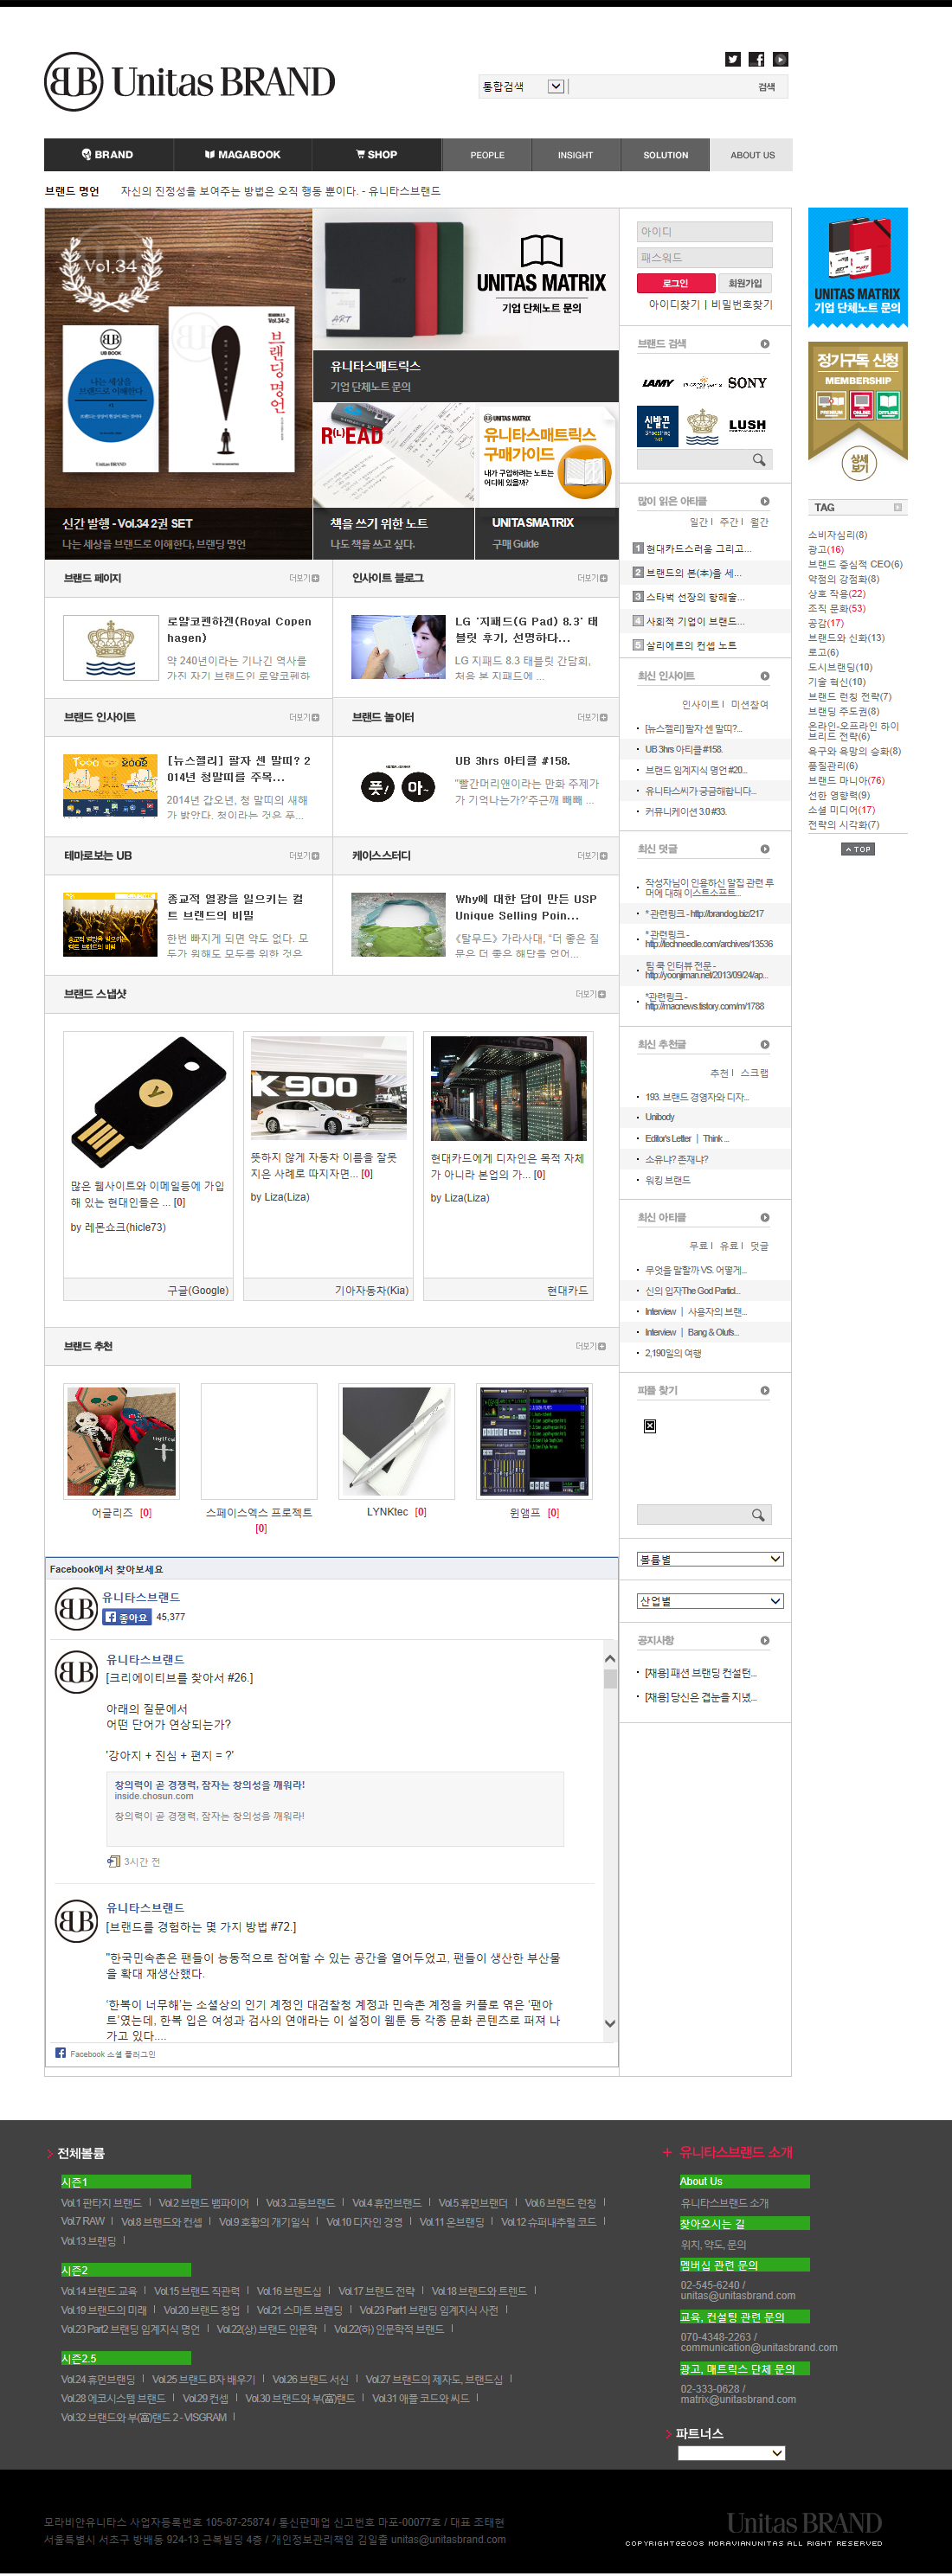 Unitas BRAND
통합검색
검색
BRAND
MAGABOOK
SHOP
PEOPLE
INSIGHT
SOLUTION
ABOUT US
브랜드 명언 자신의 진정성을 보여주는 방법은 오직 행동 뿐이다. - 유니타스브랜드
Vol.34
UB BOOK
나는 세상을
브랜드로 이해한다
Unitas BRAND
Vol.34-2
브랜딩 명언
Unitas BRAND
신간 발행 - Vol.34 2권 SET
나는 세상을 브랜드로 이해한다, 브랜딩 명언
ART
UNITAS MATRIX
기업 단체노트 문의
유니타스매트릭스
기업 단체노트 문의
R(L)EAD
책을 쓰기 위한 노트
나도 책을 쓰고 싶다.
UNITAS MATRIX
유니타스매트릭스
구매가이드
내가 구입하려는 노트는
어디에 있을까?
UNITASMATRIX
구매 Guide
아이디
패스워드
로그인
회원가입
아이디찾기 | 비밀번호찾기
브랜드 검색
LAMY
SONY
신발끈
LUSH
많이 읽은 아티클
일간 | 주간 | 월간
1 현대카드스러움 그리고...
2 브랜드의 본(本)을 세...
3 스타벅 선장의 항해술...
4 사회적 기업이 브랜드...
5 살리에르의 컨셉 노트
최신 인사이트
인사이트 | 미션참여
[뉴스젤리] 팔자 센 말띠?...
UB 3hrs 아티클 #158.
브랜드 임계지식 명언 #20...
유니타스씨가 궁금해합니다...
커뮤니케이션 3.0 #33.
최신 덧글
작성자님이 인용하신 알집 관련 루
머에 대해 이스트소프트...
* 관련링크 - http://brandog.biz/217
* 관련링크 -
http://techneedle.com/archives/13536
팀 쿡 인터뷰 전문 -
http://yoonjiman.net/2013/09/24/ap...
*관련링크 -
http://macnews.tistory.com/m/1788
최신 추천글
추천 | 스크랩
193. 브랜드 경영자와 디자...
Unibody
Editor's Letter ｜ Think ...
소유냐? 존재냐?
워킹 브랜드
최신 아티클
무료 | 유료 | 덧글
무엇을 말할까 VS. 어떻게...
신의 입자The God Particl...
Interview ｜ 사용자의 브랜...
Interview ｜ Bang & Olufs...
2,190일의 여행
피플 찾기
볼륨별
산업별
공지사항
[채용] 패션 브랜딩 컨설턴...
[채용] 당신은 겹눈을 지녔...
UNITAS MATRIX
기업 단체노트 문의
정기구독 신청
MEMBERSHIP
PREMIUM
ONLINE
OFFLINE
상세
보기
TAG
소비자심리(8)
광고(16)
브랜드 중심적 CEO(6)
약점의 강점화(8)
상호 작용(22)
조직 문화(53)
공감(17)
브랜드와 신화(13)
로고(6)
도시브랜딩(10)
기술 혁신(10)
브랜드 런칭 전략(7)
브랜딩 주도권(8)
온라인-오프라인 하이
브리드 전략(6)
욕구와 욕망의 승화(8)
품질관리(6)
브랜드 마니아(76)
선한 영향력(9)
소셜 미디어(17)
전략의 시각화(7)
TOP
브랜드 페이지
더보기
로얄코펜하겐(Royal Copen
hagen)
약 240년이라는 기나긴 역사를
가진 자기 브랜드인 로얄코펜하
인사이트 블로그
더보기
LG '지패드(G Pad) 8.3' 태
블릿 후기, 선명하다...
LG 지패드 8.3 태블릿 간담회,
처음 본 지패드에 ...
브랜드 인사이트
더보기
[뉴스젤리] 팔자 센 말띠? 2
014년 청말띠를 주목...
2014년 갑오년, 청 말띠의 새해
가 밝았다. 청이라는 것은 푸...
브랜드 놀이터
더보기
풋!
마~
UB 3hrs 아티클 #158.
"빨간머리앤이라는 만화 주제가
가 기억나는가?'주근깨 빼빼 ...
테마로보는 UB
더보기
종교적 열광을 일으키는 컬
트 브랜드의 비밀
한번 빠지게 되면 약도 없다. 모
두가 원해도 모두를 위한 것은
케이스스터디
더보기
Why에 대한 답이 만든 USP
Unique Selling Poin...
《탈무드》 가라사대, “더 좋은 질
문은 더 좋은 해답을 얻어...
브랜드 스냅샷
더보기
많은 웹사이트와 이메일등에 가입
해 있는 현대인들은 ... [0]
by 레몬쇼크(hicle73)
구글(Google)
K900
뜻하지 않게 자동차 이름을 잘못
지은 사례로 따지자면... [0]
by Liza(Liza)
기아자동차(Kia)
현대카드에게 디자인은 목적 자체
가 아니라 본업의 가... [0]
by Liza(Liza)
현대카드
브랜드 추천
더보기
어글리즈 [0]
스페이스엑스 프로젝트
[0]
LYNKtec [0]
윈앰프 [0]
Facebook에서 찾아보세요
유니타스브랜드
좋아요 45,377
유니타스브랜드
[크리에이티브를 찾아서 #26.]
아래의 질문에서
어떤 단어가 연상되는가?
'강아지 + 진심 + 편지 = ?'
창의력이 곧 경쟁력, 잠자는 창의성을 깨워라!
inside.chosun.com
창의력이 곧 경쟁력, 잠자는 창의성을 깨워라!
3시간 전
유니타스브랜드
[브랜드를 경험하는 몇 가지 방법 #72.]
"한국민속촌은 팬들이 능동적으로 참여할 수 있는 공간을 열어두었고, 팬들이 생산한 부산물
을 확대 재생산했다.
'한복이 너무해'는 소셜상의 인기 계정인 대검찰청 계정과 민속촌 계정을 커플로 엮은 '팬아
트'였는데, 한복 입은 여성과 검사의 연애라는 이 설정이 웹툰 등 각종 문화 콘텐즈로 퍼져 나
가고 있다....
Facebook 소셜 플러그인
전체볼륨
시즌1
Vol.1 판타지 브랜드 | Vol.2 브랜드 뱀파이어 | Vol.3 고등브랜드 | Vol.4 휴먼브랜드 | Vol.5 휴먼브랜더 | Vol.6 브랜드 런칭 |
Vol.7 RAW | Vol.8 브랜드와 컨셉 | Vol.9 호황의 개기일식 | Vol.10 디자인 경영 | Vol.11 온브랜딩 | Vol.12 슈퍼내추럴 코드 |
Vol.13 브랜딩 |
시즌2
Vol.14 브랜드 교육 | Vol.15 브랜드 직관력 | Vol.16 브랜드십 | Vol.17 브랜드 전략 | Vol.18 브랜드와 트렌드 |
Vol.19 브랜드의 미래 | Vol.20 브랜드 창업 | Vol.21 스마트 브랜딩 | Vol.23 Part1 브랜딩 임계지식 사전 |
Vol.23 Part2 브랜딩 임계지식 명언 | Vol.22(상) 브랜드 인문학 | Vol.22(하) 인문학적 브랜드 |
시즌2.5
Vol.24 휴먼브랜딩 | Vol.25 브랜드 B자 배우기 | Vol.26 브랜드 서신 | Vol.27 브랜드의 제자도, 브랜드십 |
Vol.28 에코시스템 브랜드 | Vol.29 컨셉 | Vol.30 브랜드와 부(富)랜드 | Vol.31 애플 코드와 씨드 |
Vol.32 브랜드와 부(富)랜드 2 - VISGRAM |
유니타스브랜드 소개
About Us
유니타스브랜드 소개
찾아오시는 길
위치, 약도, 문의
멤버십 관련 문의
02-545-6240 /
unitas@unitasbrand.com
교육, 컨설팅 관련 문의
070-4348-2263 /
communication@unitasbrand.com
광고, 매트릭스 단체 문의
02-333-0628 /
matrix@unitasbrand.com
파트너스
모라비안유니타스 사업자등록번호 105-87-25874 / 통신판매업 신고번호 마포-00077호 / 대표 조태현
서울특별시 서초구 방배동 924-13 근복빌딩 4층 / 개인정보관리책임 김일출 unitas@unitasbrand.com
Unitas BRAND
COPYRIGHT@2008 MORAVIANUNITAS ALL RIGHT RESERVED